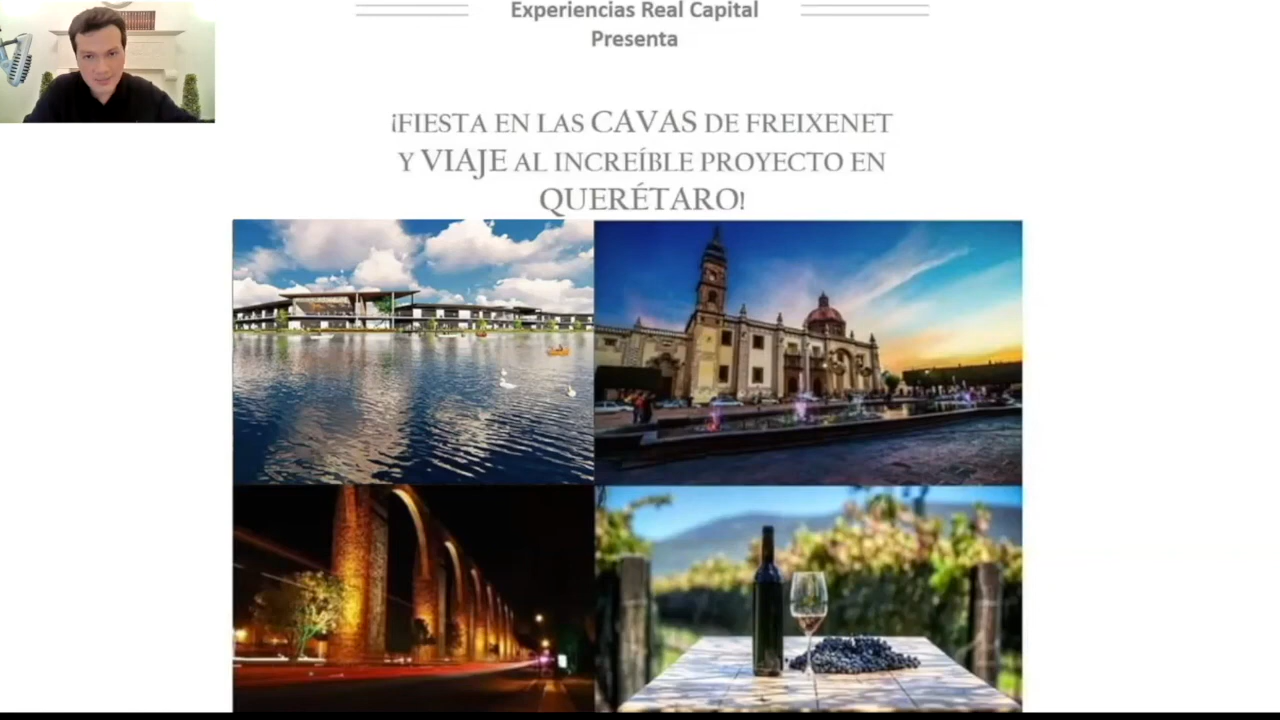 Experiencias Real Capital
Presenta
¡FIESTA EN LAS CAVAS DE FREIXENET
Y VIAJE AL INCREÍBLE PROYECTO EN
QUERÉTARO!